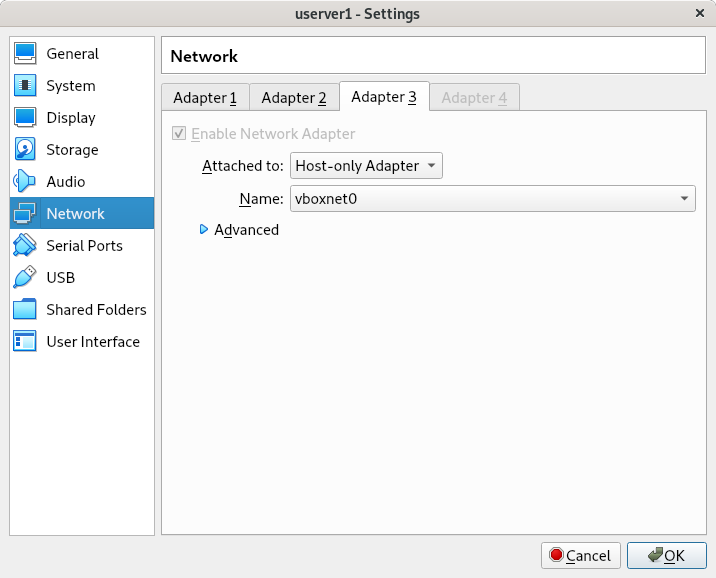 userver1 - Settings
General
System
Display
Storage
Audio
Network
Serial Ports
USB
Shared Folders
User Interface
Network
Adapter 1 Adapter 2 Adapter 3 Adapter 4
Enable Network Adapter
Attached to: Host-only Adapter
Name: vboxnet0
Advanced
Cancel OK